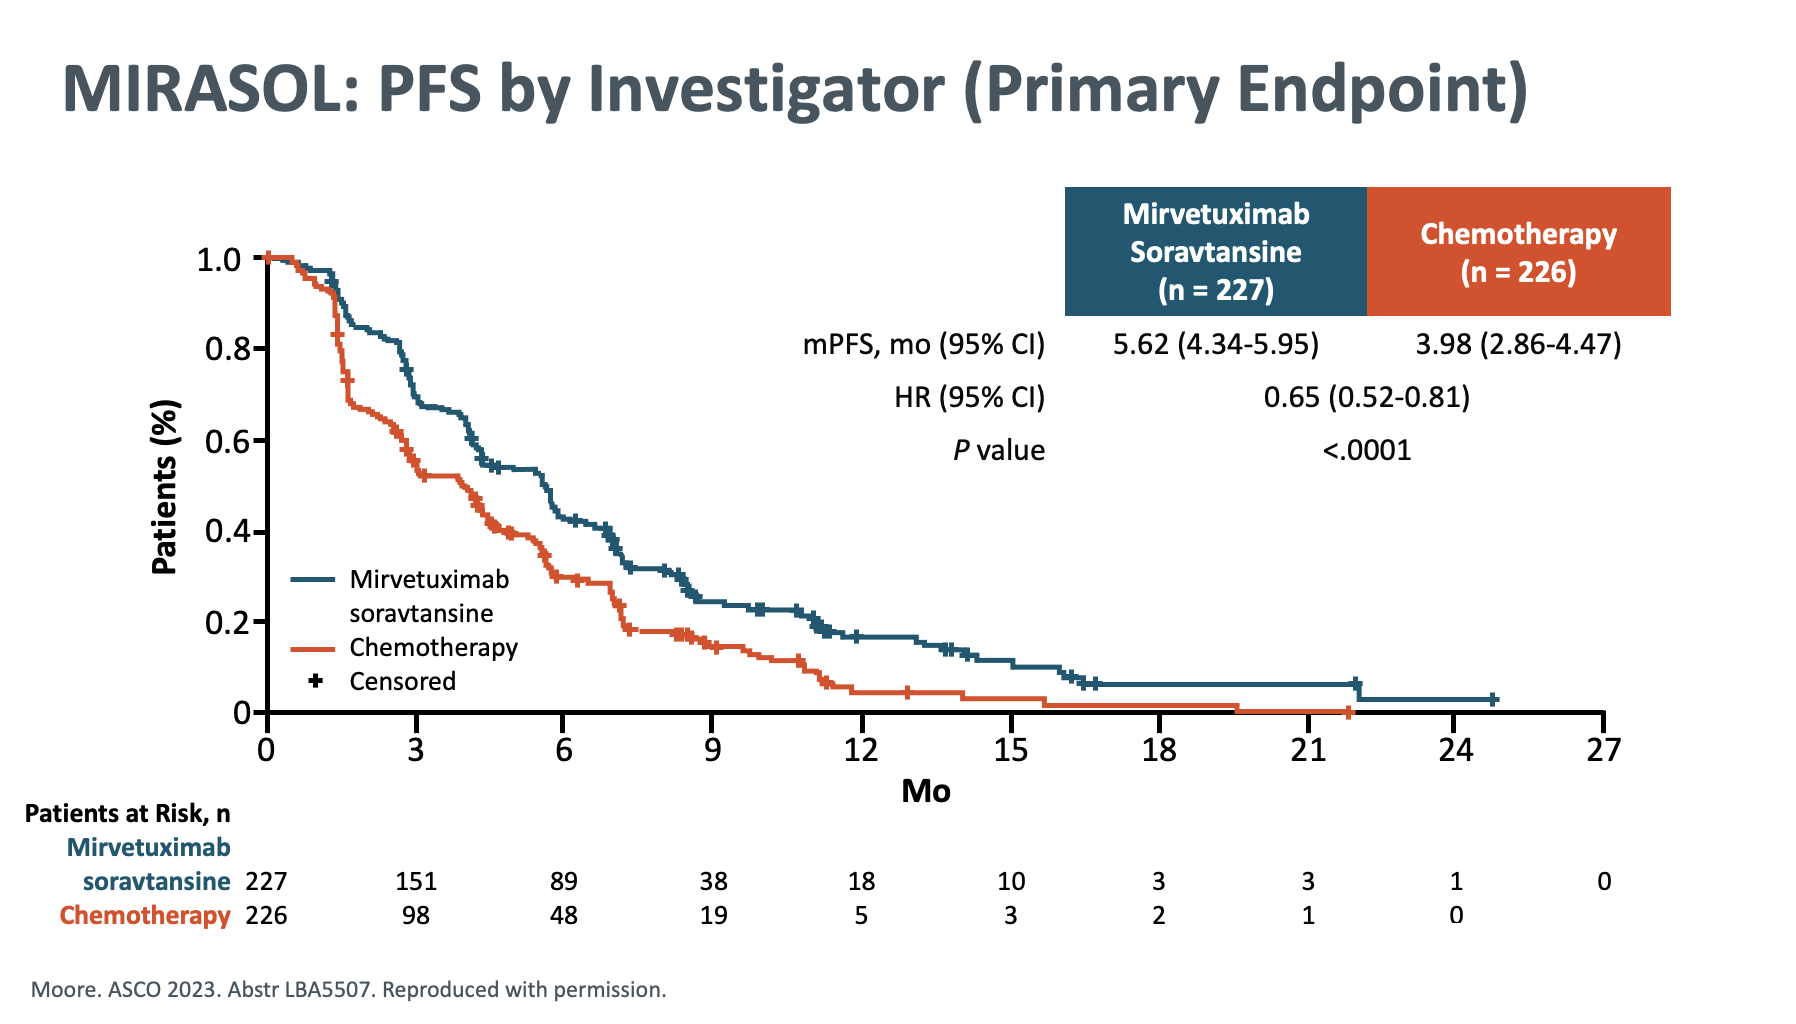 MIRASOL: PFS by Investigator (Primary Endpoint)
Mirvetuximab
Soravtansine
(n = 227)
Chemotherapy
(n = 226)
mPFS, mo (95% CI) 5.62 (4.34-5.95) 3.98 (2.86-4.47)
HR (95% CI) 0.65 (0.52-0.81)
P value <.0001
Patients (%)
1.0
0.8
0.6
0.4
0.2
0
Mirvetuximab
soravtansine
Chemotherapy
Censored
0 3 6 9 12 15 18 21 24 27
Mo
Patients at Risk, n
Mirvetuximab
soravtansine 227 151 89 38 18 10 3 3 1 0
Chemotherapy 226 98 48 19 5 3 2 1 0
Moore. ASCO 2023. Abstr LBA5507. Reproduced with permission.